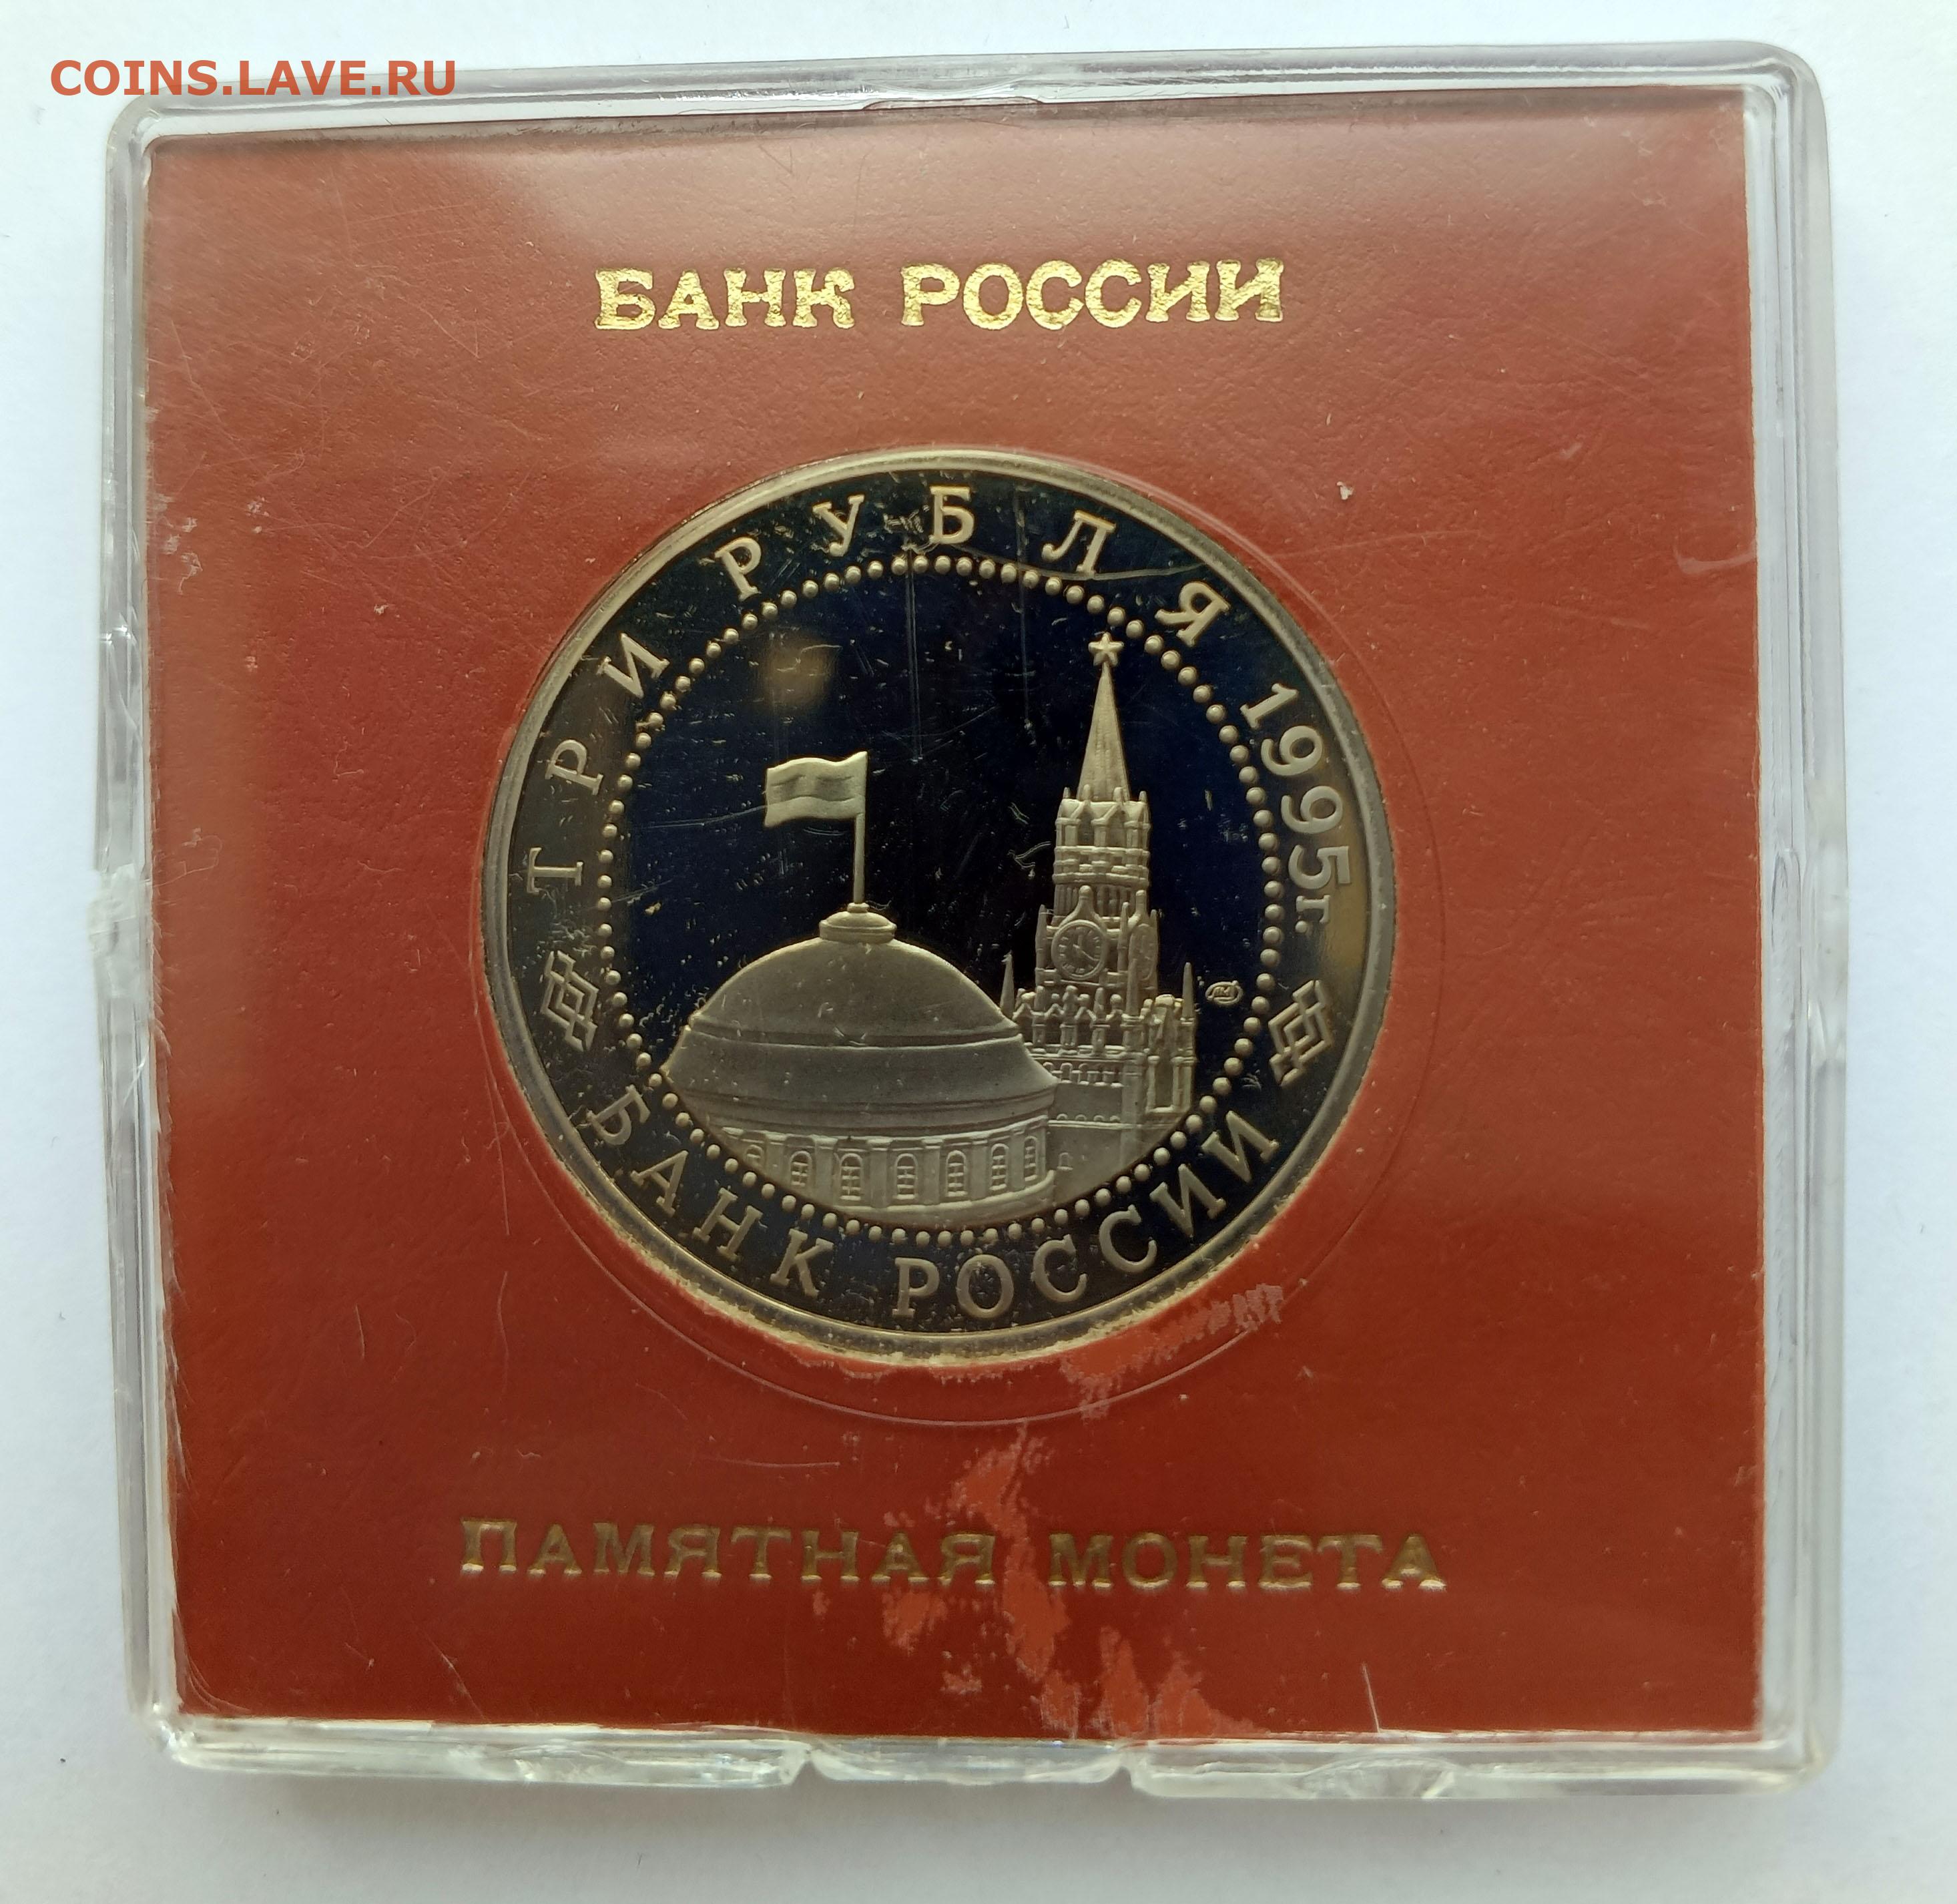 COINS.LAVE.RU
БАНК РОССИИ
ТРИ РУБЛЯ 1995г.
БАНК РОССИИ
ПАМЯТНАЯ МОНЕТА